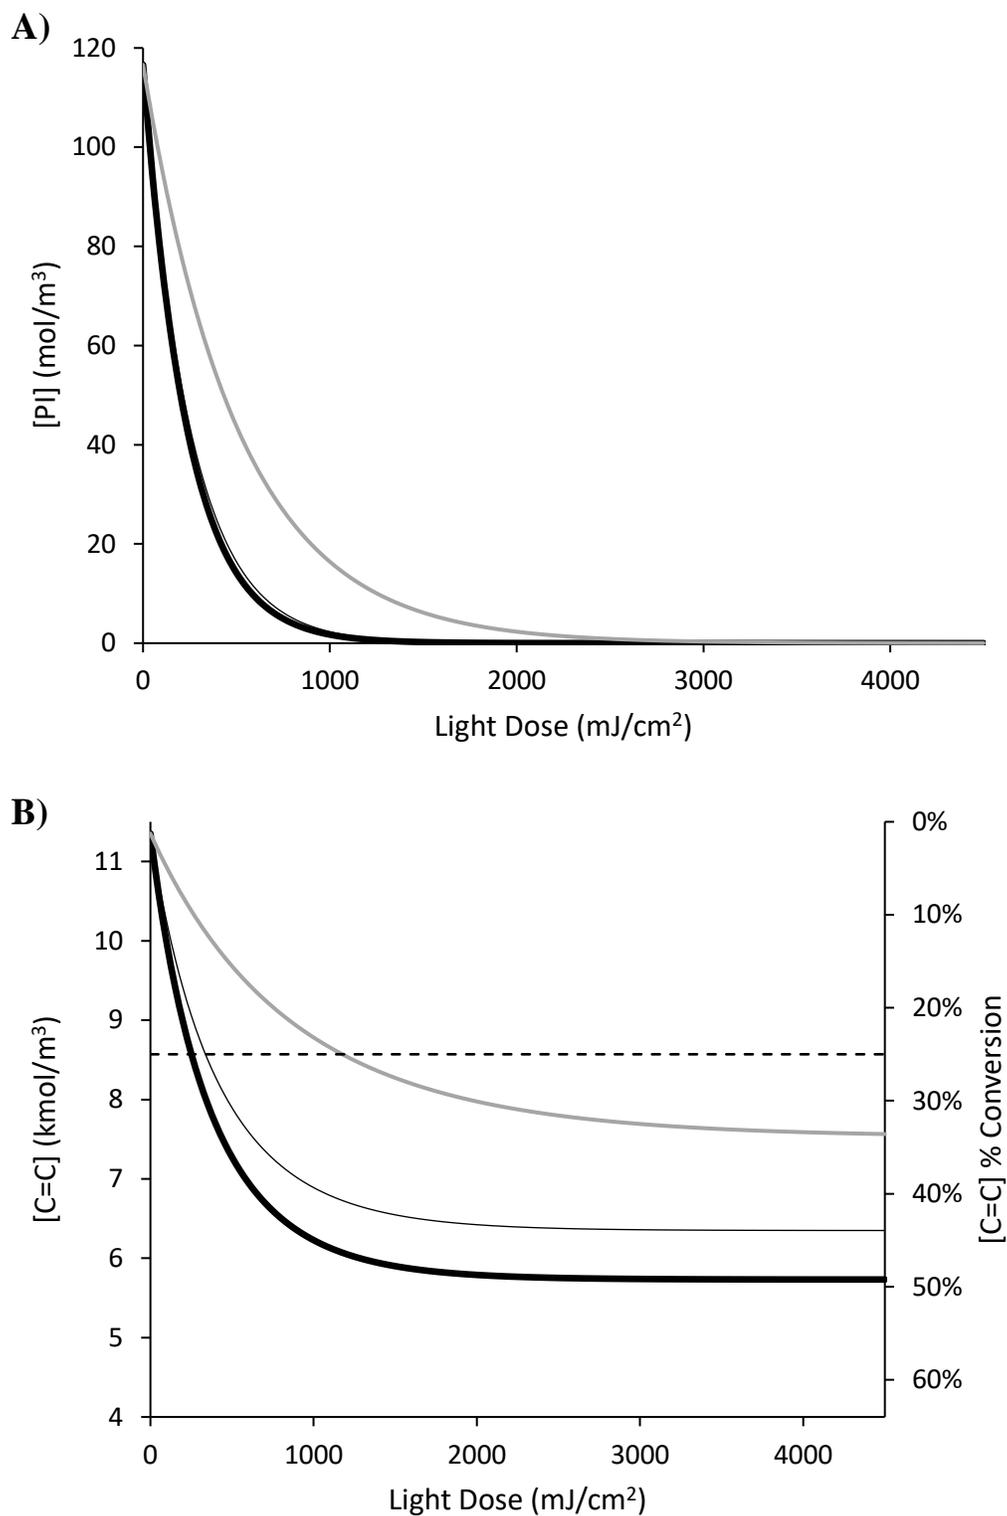 A)
120
100
80
60
40
20
0
[PI] (mol/m³)
0 1000 2000 3000 4000
Light Dose (mJ/cm²)
B)
11
10
9
8
7
6
5
4
[C=C] (kmol/m³)
0%
10%
20%
30%
40%
50%
60%
[C=C] % Conversion
0 1000 2000 3000 4000
Light Dose (mJ/cm²)